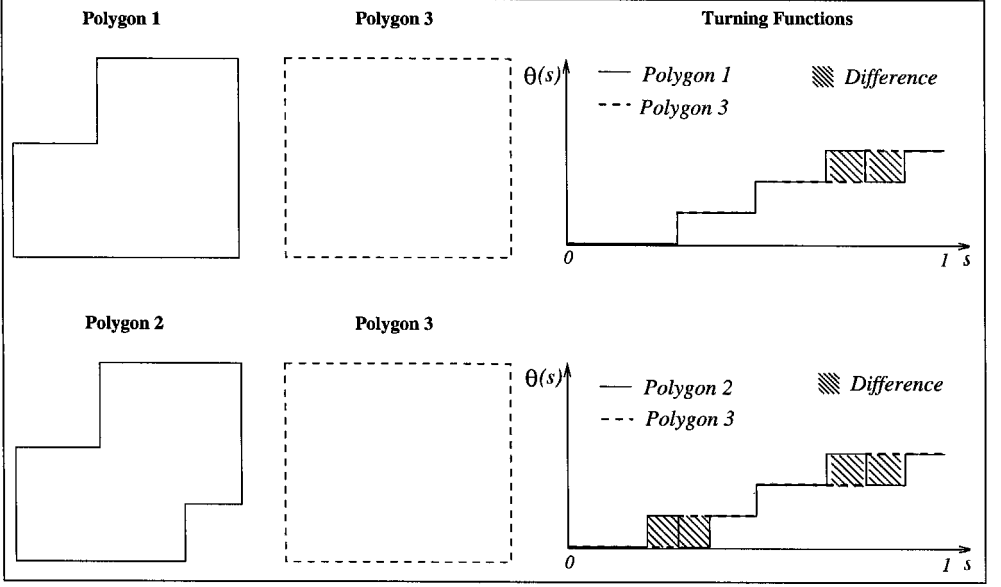 Polygon 1
Polygon 3
Turning Functions
θ(s)
Polygon 1
Difference
Polygon 3
0
1 s
Polygon 2
Polygon 3
θ(s)
Polygon 2
Difference
Polygon 3
0
1 s